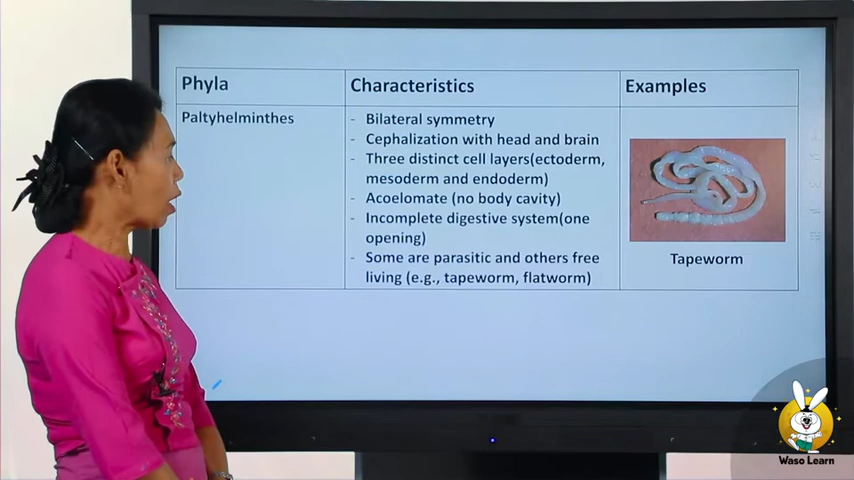 Phyla
Characteristics
Examples
Paltyhelminthes
- Bilateral symmetry
- Cephalization with head and brain
- Three distinct cell layers(ectoderm,
mesoderm and endoderm)
- Acoelomate (no body cavity)
- Incomplete digestive system(one
opening)
- Some are parasitic and others free
living (e.g., tapeworm, flatworm)
Tapeworm
Waso Learn